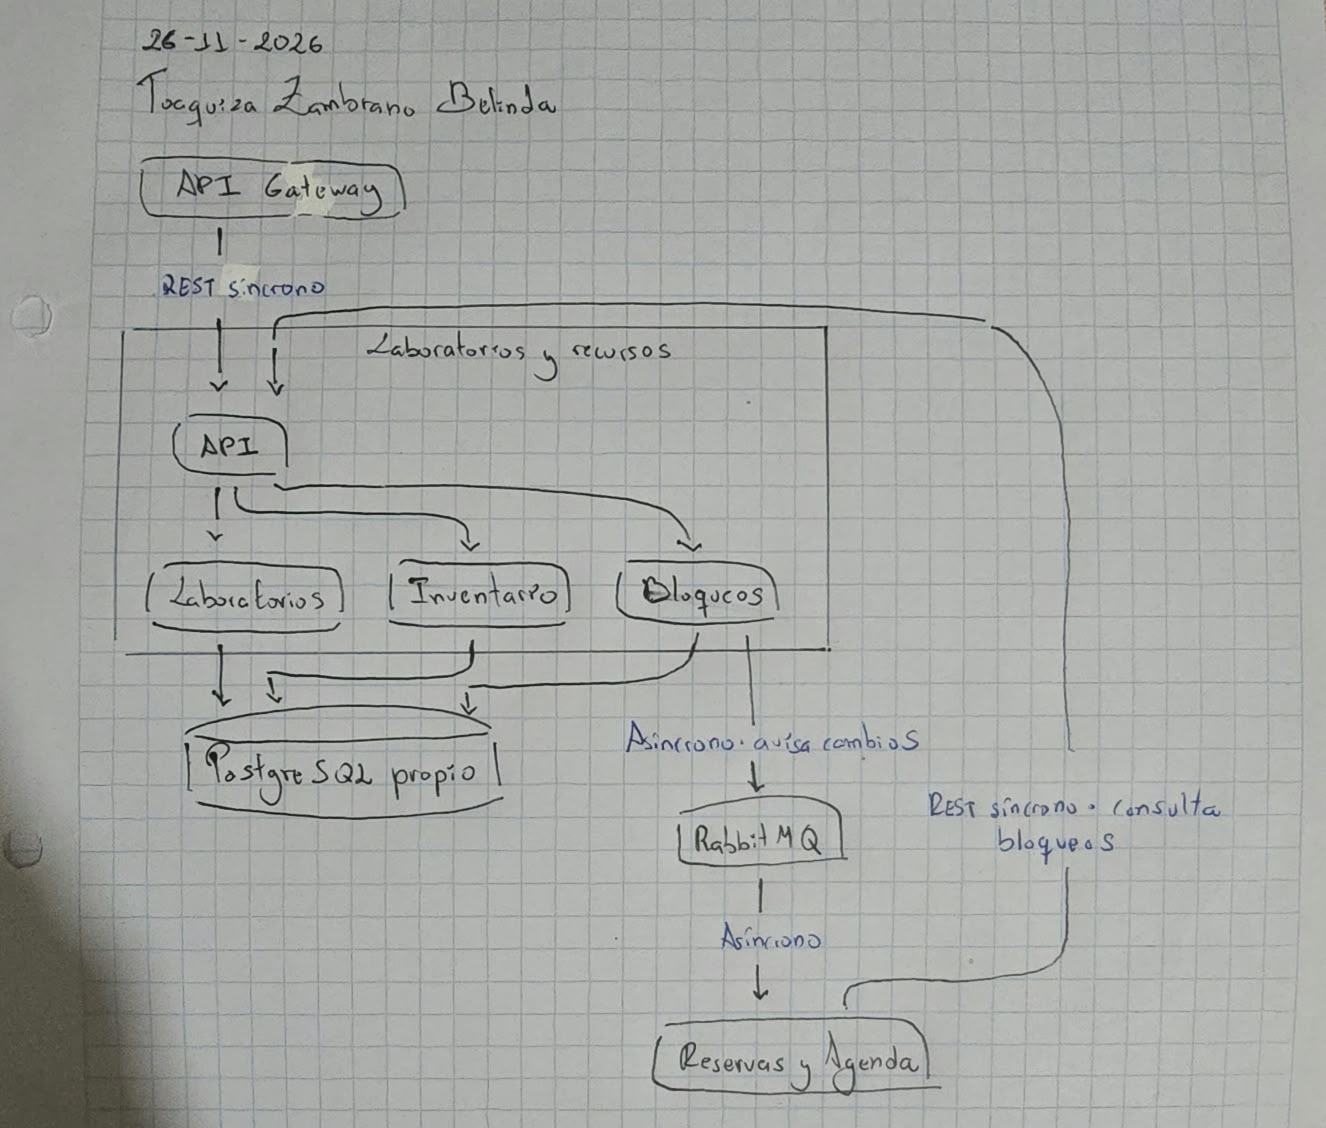 26-11-2026
Toaquiza Zambrano Belinda
API Gateway
REST síncrono
Laboratorios y recursos
API
Laboratorios
Inventario
Bloqueos
PostgreSQL propio
Asíncrono. avisa cambios
RabbitMQ
REST síncrono. consulta
bloqueos
Asíncrono
Reservas y Agenda